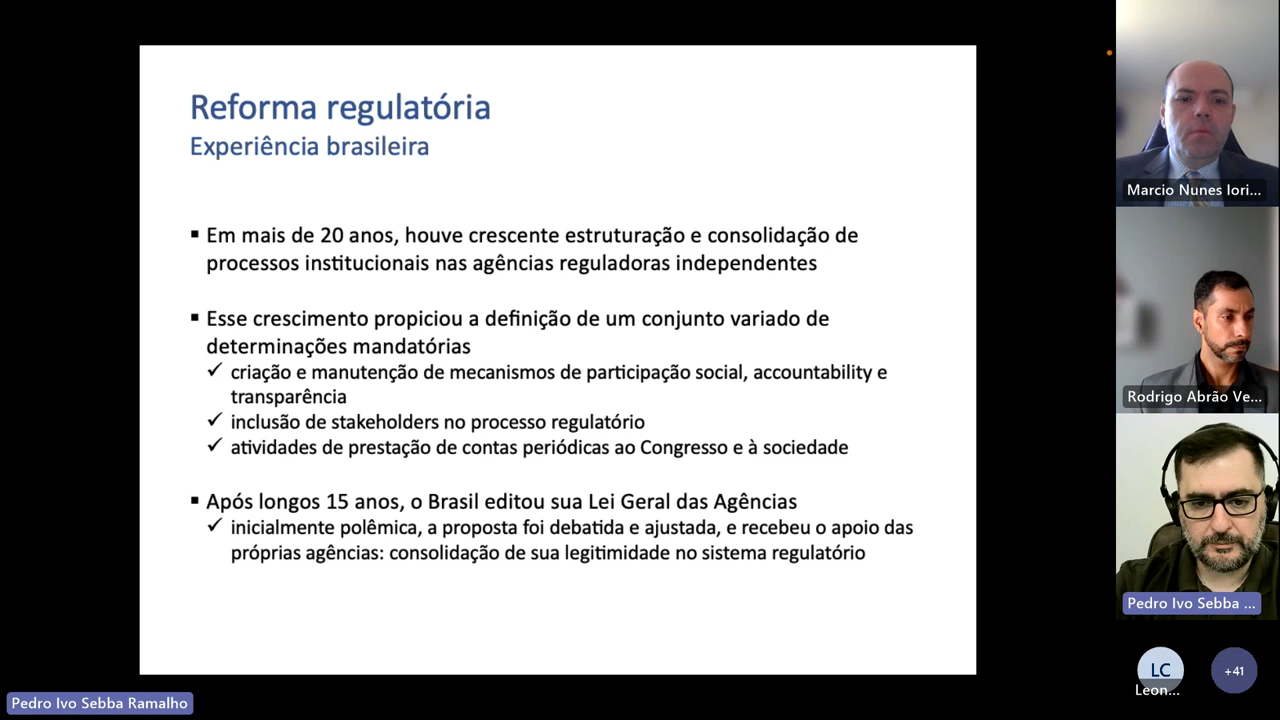 Reforma regulatória
Experiência brasileira
▪ Em mais de 20 anos, houve crescente estruturação e consolidação de
processos institucionais nas agências reguladoras independentes
▪ Esse crescimento propiciou a definição de um conjunto variado de
determinações mandatórias
✓ criação e manutenção de mecanismos de participação social, accountability e
transparência
✓ inclusão de stakeholders no processo regulatório
✓ atividades de prestação de contas periódicas ao Congresso e à sociedade
▪ Após longos 15 anos, o Brasil editou sua Lei Geral das Agências
✓ inicialmente polêmica, a proposta foi debatida e ajustada, e recebeu o apoio das
próprias agências: consolidação de sua legitimidade no sistema regulatório
Marcio Nunes Iori...
Rodrigo Abrão Ve...
Pedro Ivo Sebba ...
LC
Leon...
+41
Pedro Ivo Sebba Ramalho